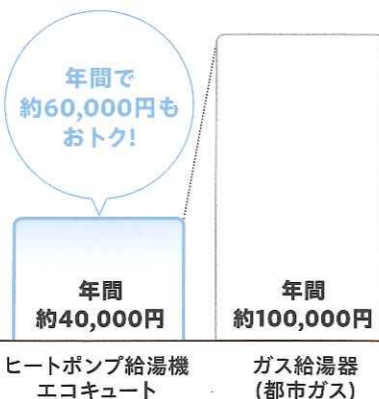 年間で
約60,000円も
おトク!
年間
約40,000円
年間
約100,000円
ヒートポンプ給湯機
エコキュート
ガス給湯器
(都市ガス)